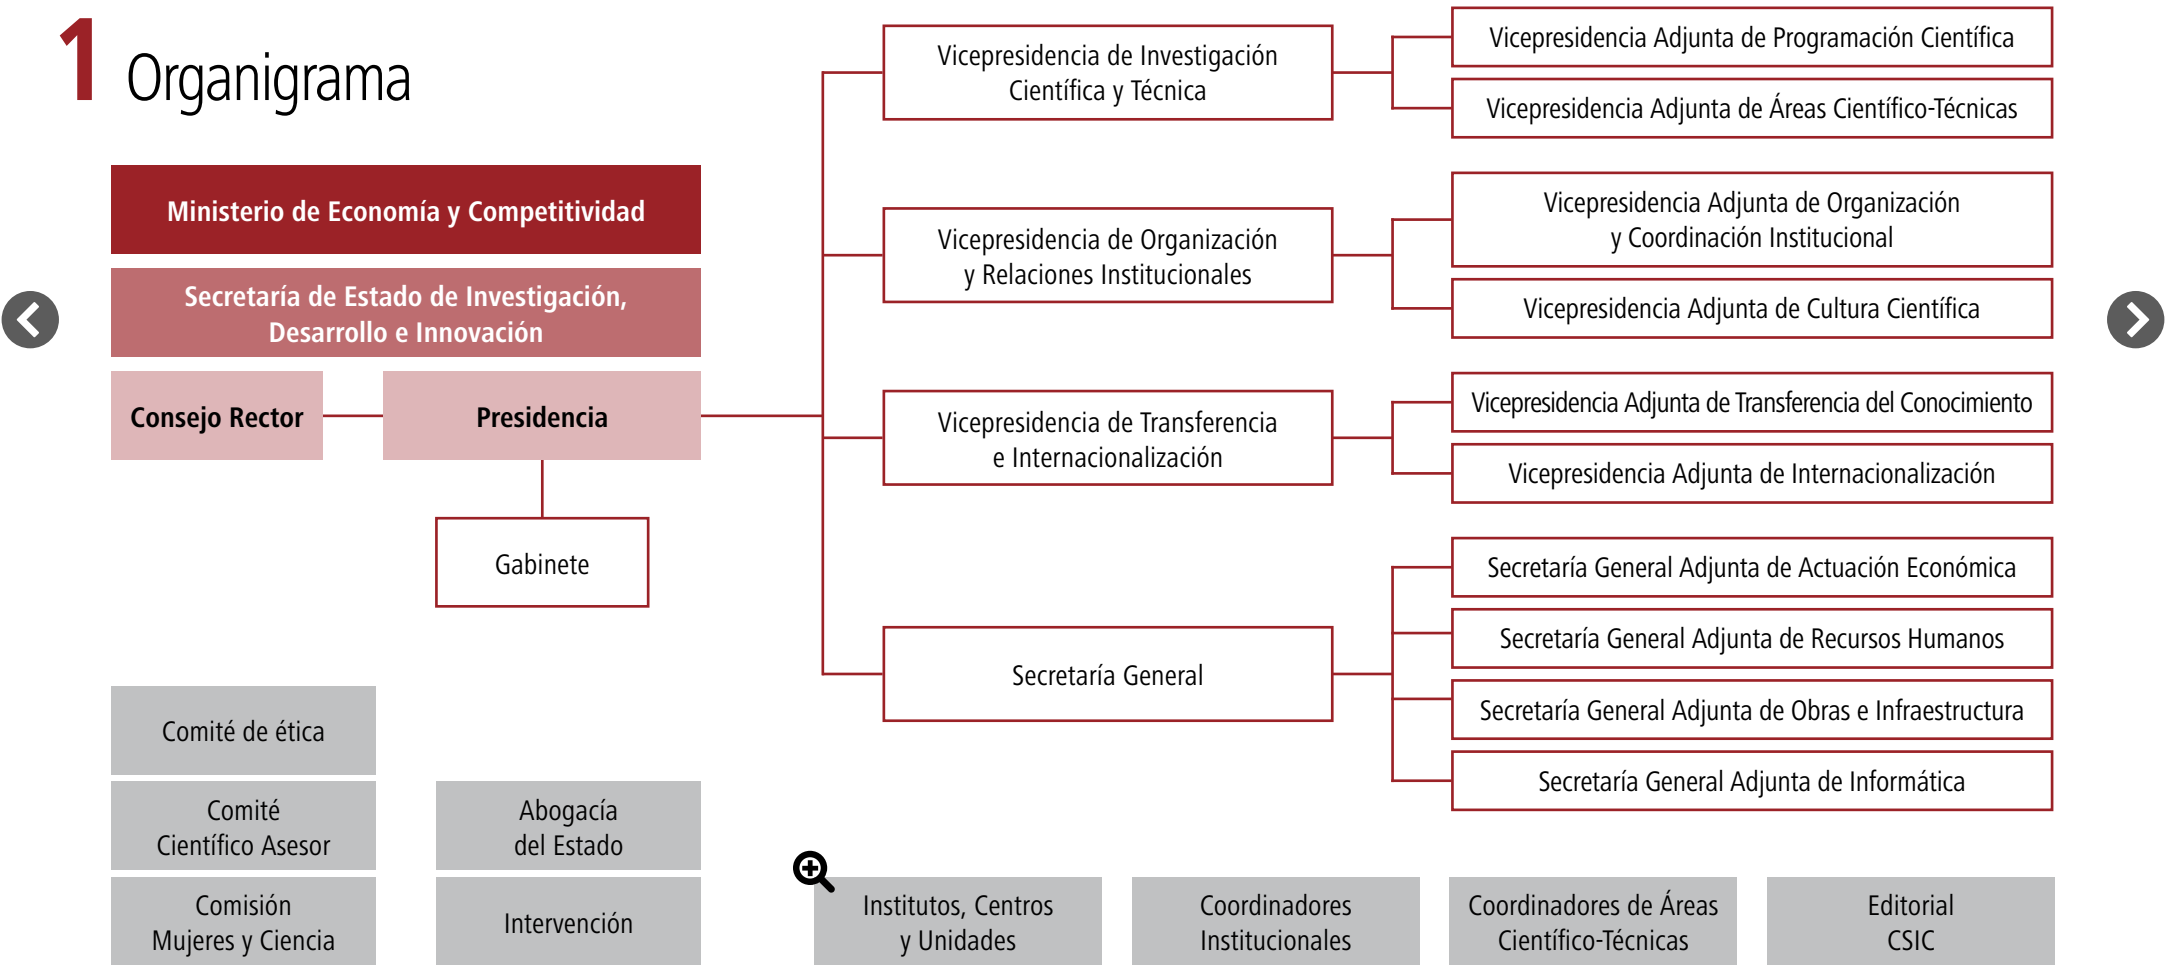 1 Organigrama
Ministerio de Economía y Competitividad
Secretaría de Estado de Investigación,
Desarrollo e Innovación
Consejo Rector
Presidencia
Gabinete
Vicepresidencia de Investigación
Científica y Técnica
Vicepresidencia Adjunta de Programación Científica
Vicepresidencia Adjunta de Áreas Científico-Técnicas
Vicepresidencia de Organización
y Relaciones Institucionales
Vicepresidencia Adjunta de Organización
y Coordinación Institucional
Vicepresidencia Adjunta de Cultura Científica
Vicepresidencia de Transferencia
e Internacionalización
Vicepresidencia Adjunta de Transferencia del Conocimiento
Vicepresidencia Adjunta de Internacionalización
Secretaría General
Secretaría General Adjunta de Actuación Económica
Secretaría General Adjunta de Recursos Humanos
Secretaría General Adjunta de Obras e Infraestructura
Secretaría General Adjunta de Informática
Comité de ética
Comité
Científico Asesor
Comisión
Mujeres y Ciencia
Abogacía
del Estado
Intervención
Institutos, Centros
y Unidades
Coordinadores
Institucionales
Coordinadores de Áreas
Científico-Técnicas
Editorial
CSIC